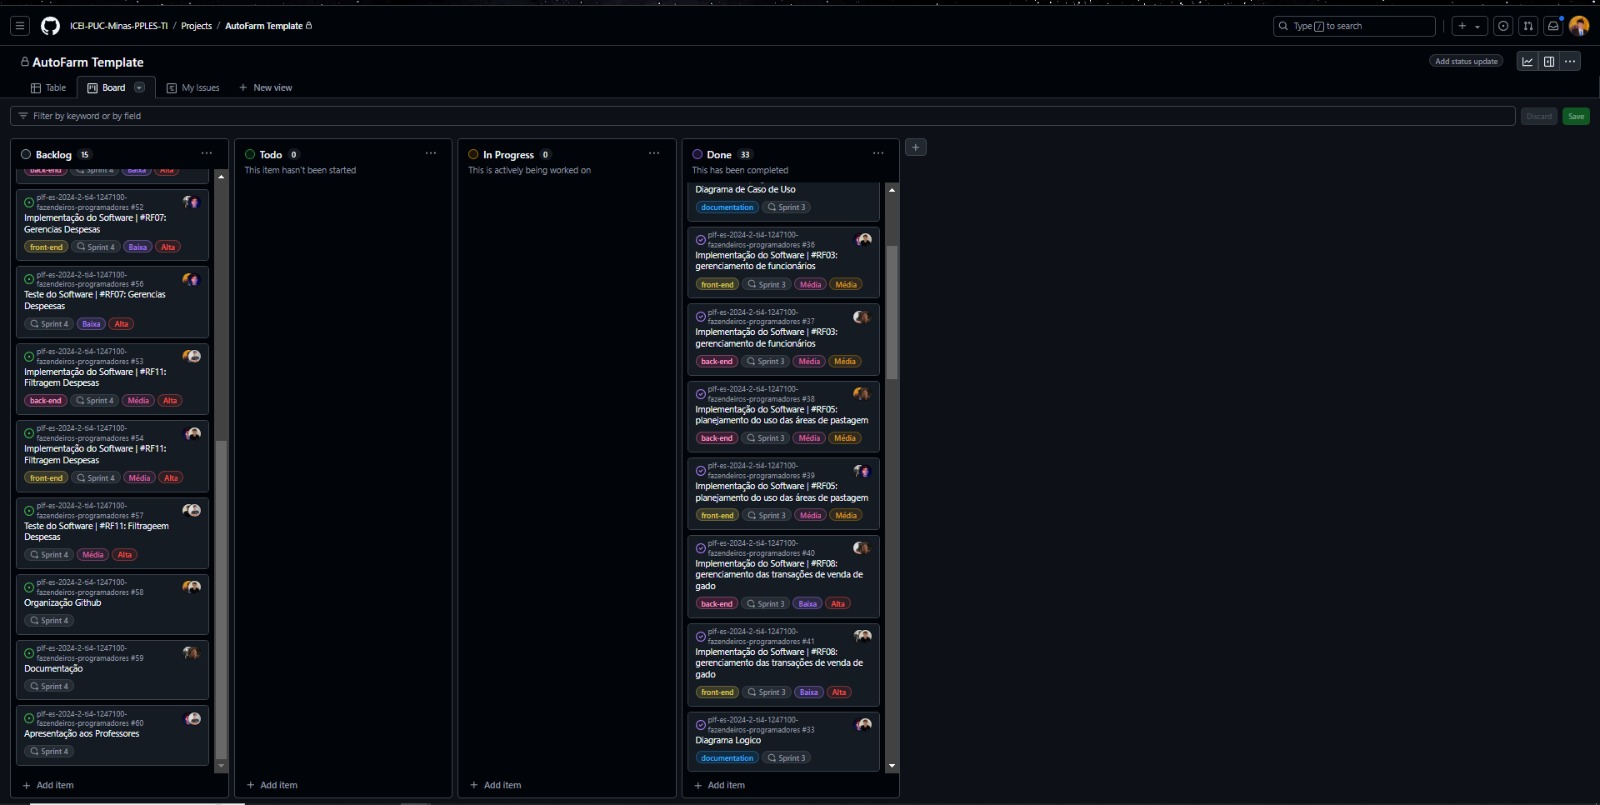 ICEI-PUC-Minas-PPLES-TI / Projects / AutoFarm Template
Type / to search
AutoFarm Template
Add status update
Table
Board
My Issues
New view
Filter by keyword or by field
Discard
Save
Backlog 15
back-end Sprint 4 Baixa Alta
plf-es-2024-2-ti4-1247100-
fazendeiros-programadores #52
Implementação do Software | #RF07:
Gerencias Despesas
front-end Sprint 4 Baixa Alta
plf-es-2024-2-ti4-1247100-
fazendeiros-programadores #56
Teste do Software | #RF07: Gerencias
Despeesas
Sprint 4 Baixa Alta
plf-es-2024-2-ti4-1247100-
fazendeiros-programadores #53
Implementação do Software | #RF11:
Filtragem Despesas
back-end Sprint 4 Média Alta
plf-es-2024-2-ti4-1247100-
fazendeiros-programadores #54
Implementação do Software | #RF11:
Filtragem Despesas
front-end Sprint 4 Média Alta
plf-es-2024-2-ti4-1247100-
fazendeiros-programadores #57
Teste do Software | #RF11: Filtrageem
Despesas
Sprint 4 Média Alta
plf-es-2024-2-ti4-1247100-
fazendeiros-programadores #58
Organização Github
Sprint 4
plf-es-2024-2-ti4-1247100-
fazendeiros-programadores #59
Documentação
Sprint 4
plf-es-2024-2-ti4-1247100-
fazendeiros-programadores #60
Apresentação aos Professores
Sprint 4
+ Add item
Todo 0
This item hasn't been started
+ Add item
In Progress 0
This is actively being worked on
+ Add item
Done 33
This has been completed
Diagrama de Caso de Uso
documentation Sprint 3
plf-es-2024-2-ti4-1247100-
fazendeiros-programadores #36
Implementação do Software | #RF03:
gerenciamento de funcionários
front-end Sprint 3 Média Média
plf-es-2024-2-ti4-1247100-
fazendeiros-programadores #37
Implementação do Software | #RF03:
gerenciamento de funcionários
back-end Sprint 3 Média Média
plf-es-2024-2-ti4-1247100-
fazendeiros-programadores #38
Implementação do Software | #RF05:
planejamento do uso das áreas de pastagem
back-end Sprint 3 Média Média
plf-es-2024-2-ti4-1247100-
fazendeiros-programadores #39
Implementação do Software | #RF05:
planejamento do uso das áreas de pastagem
front-end Sprint 3 Média Média
plf-es-2024-2-ti4-1247100-
fazendeiros-programadores #40
Implementação do Software | #RF08:
gerenciamento das transações de venda de
gado
back-end Sprint 3 Baixa Alta
plf-es-2024-2-ti4-1247100-
fazendeiros-programadores #41
Implementação do Software | #RF08:
gerenciamento das transações de venda de
gado
front-end Sprint 3 Baixa Alta
plf-es-2024-2-ti4-1247100-
fazendeiros-programadores #33
Diagrama Logico
documentation Sprint 3
+ Add item